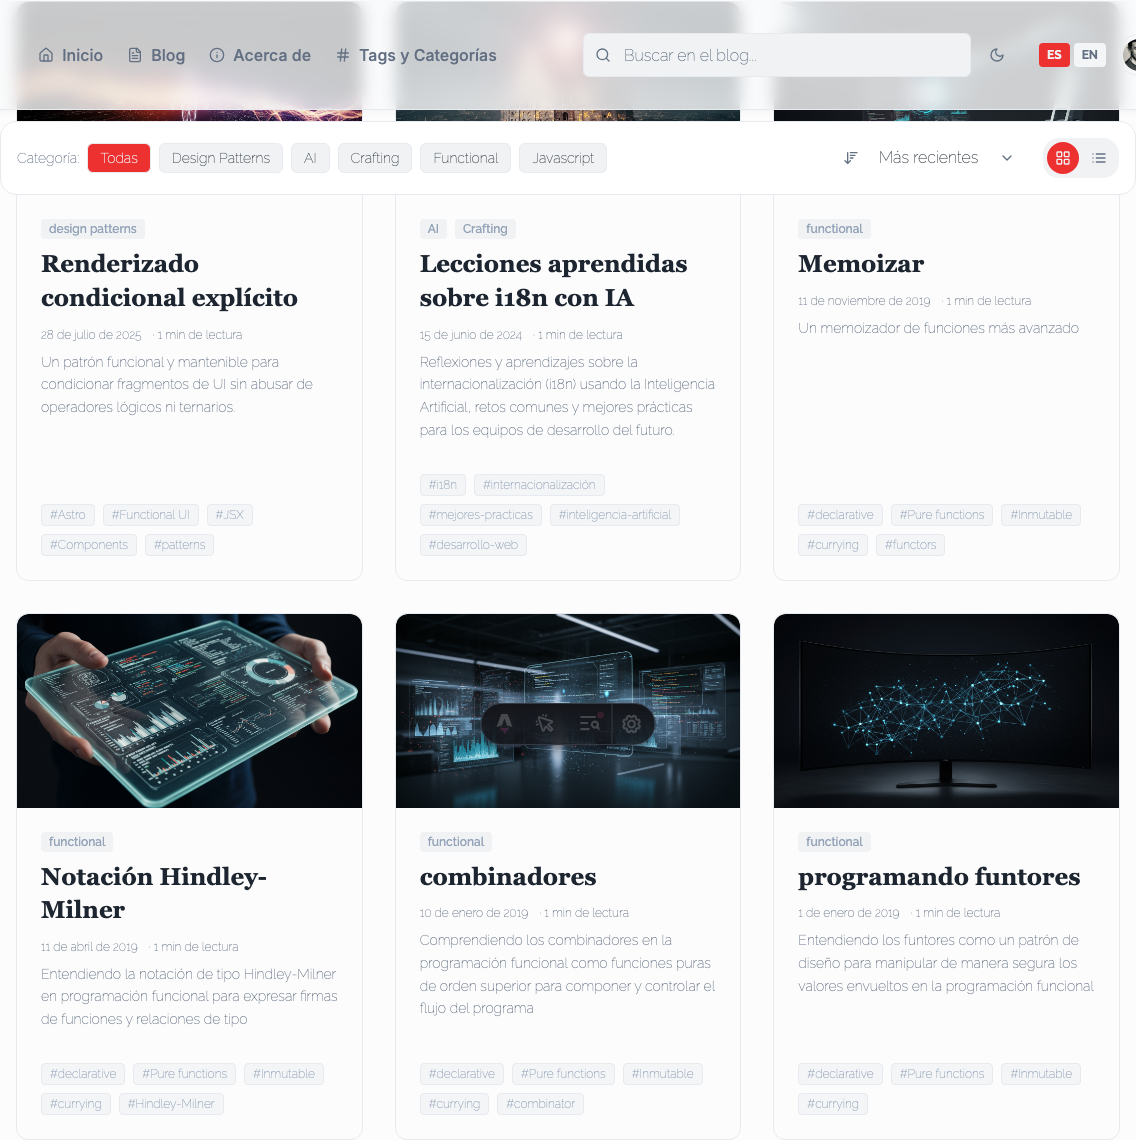 Inicio Blog Acerca de Tags y Categorías Buscar en el blog... ES EN
Categoría: Todas Design Patterns AI Crafting Functional Javascript Más recientes
design patterns
Renderizado
condicional explícito
28 de julio de 2025 · 1 min de lectura
Un patrón funcional y mantenible para
condicionar fragmentos de UI sin abusar de
operadores lógicos ni ternarios.
#Astro #Functional UI #JSX
#Components #patterns
AI Crafting
Lecciones aprendidas
sobre i18n con IA
15 de junio de 2024 · 1 min de lectura
Reflexiones y aprendizajes sobre la
internacionalización (i18n) usando la Inteligencia
Artificial, retos comunes y mejores prácticas
para los equipos de desarrollo del futuro.
#i18n #internacionalización
#mejores-practicas #inteligencia-artificial
#desarrollo-web
functional
Memoizar
11 de noviembre de 2019 · 1 min de lectura
Un memoizador de funciones más avanzado
#declarative #Pure functions #Inmutable
#currying #functors
functional
Notación Hindley-
Milner
11 de abril de 2019 · 1 min de lectura
Entendiendo la notación de tipo Hindley-Milner
en programación funcional para expresar firmas
de funciones y relaciones de tipo
#declarative #Pure functions #Inmutable
#currying #Hindley-Milner
functional
combinadores
10 de enero de 2019 · 1 min de lectura
Comprendiendo los combinadores en la
programación funcional como funciones puras
de orden superior para componer y controlar el
flujo del programa
#declarative #Pure functions #Inmutable
#currying #combinator
functional
programando funtores
1 de enero de 2019 · 1 min de lectura
Entendiendo los funtores como un patrón de
diseño para manipular de manera segura los
valores envueltos en la programación funcional
#declarative #Pure functions #Inmutable
#currying